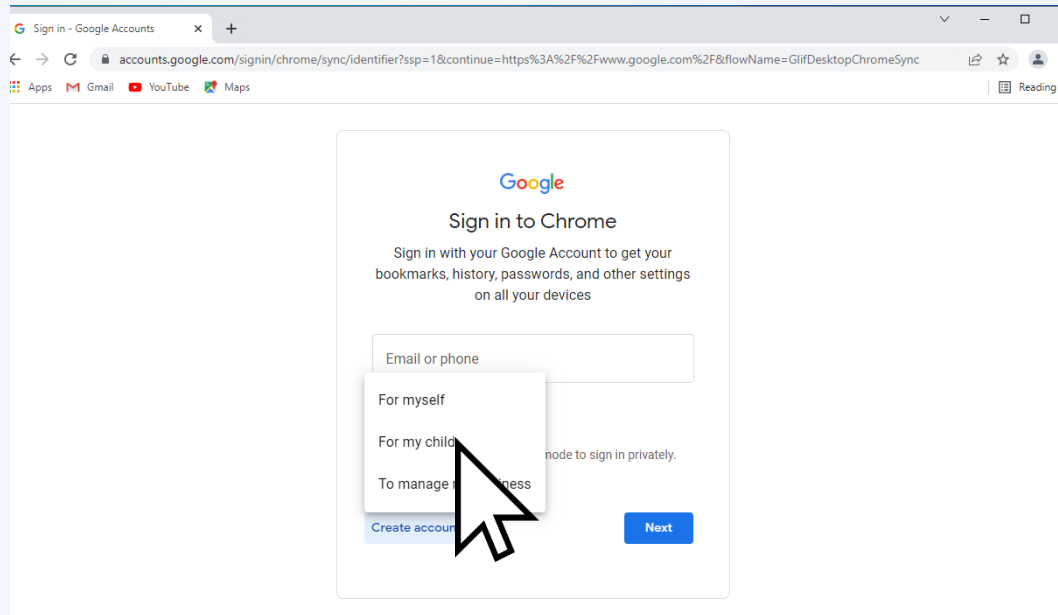 Sign in - Google Accounts
accounts.google.com/signin/chrome/sync/identifier?ssp=1&continue=https%3A%2F%2Fwww.google.com%2F&flowName=GlifDesktopChromeSync
Apps Gmail YouTube Maps Reading
Google
Sign in to Chrome
Sign in with your Google Account to get your
bookmarks, history, passwords, and other settings
on all your devices
Email or phone
For myself
For my child
mode to sign in privately.
To manage
Create account
Next